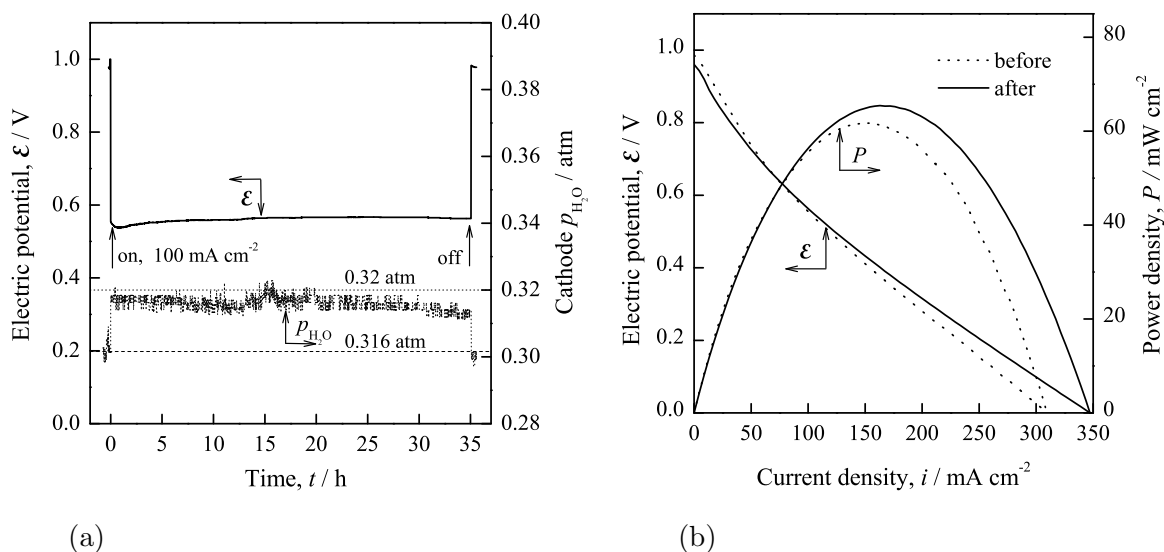 Electric potential, ε / V
1.0
0.8
0.6
0.4
0.2
0.0
0
5
10
15
20
25
30
35
Time, t / h
0.40
0.38
0.36
0.34
0.32
0.30
0.28
Cathode p_H₂O / atm
ε
on, 100 mA cm⁻²
off
0.32 atm
p_H₂O
0.316 atm
(a)
Electric potential, ε / V
1.0
0.8
0.6
0.4
0.2
0.0
0
50
100
150
200
250
300
350
Current density, i / mA cm⁻²
80
60
40
20
0
Power density, P / mW cm⁻²
before
after
P
ε
(b)